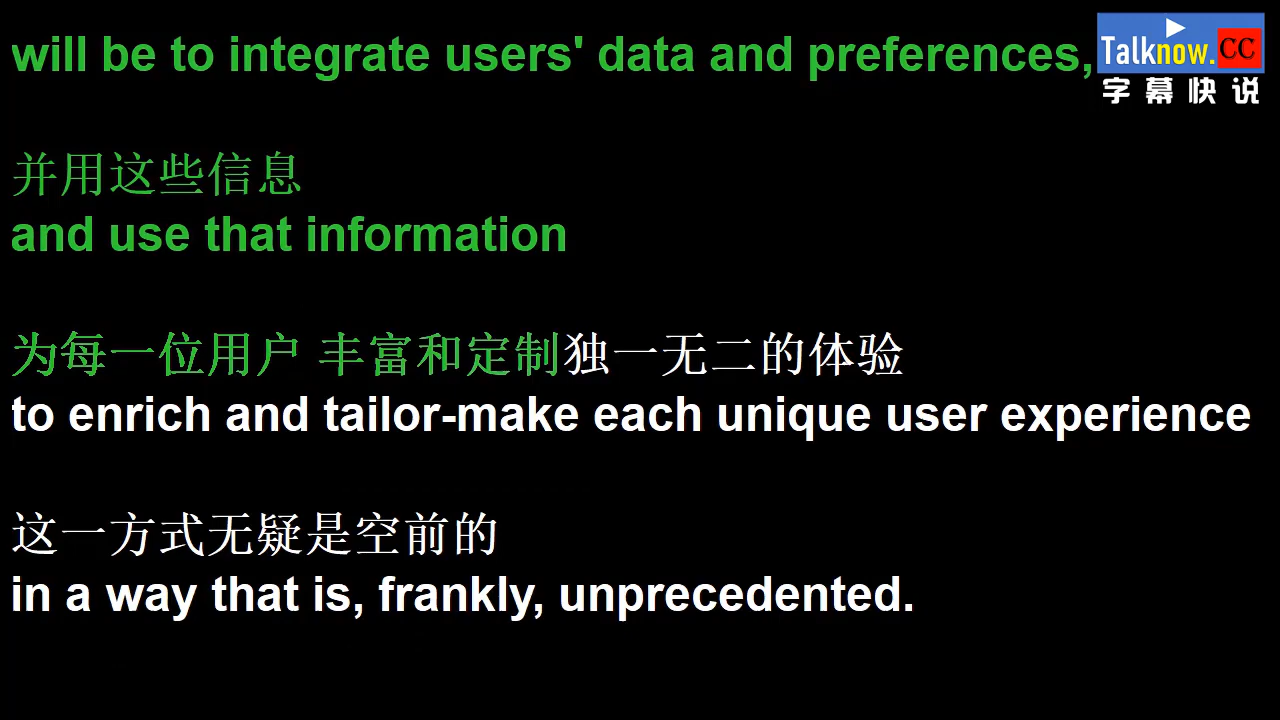 will be to integrate users' data and preferences,
Talknow.CC
字幕快说
并用这些信息
and use that information
为每一位用户 丰富和定制独一无二的体验
to enrich and tailor-make each unique user experience
这一方式无疑是空前的
in a way that is, frankly, unprecedented.